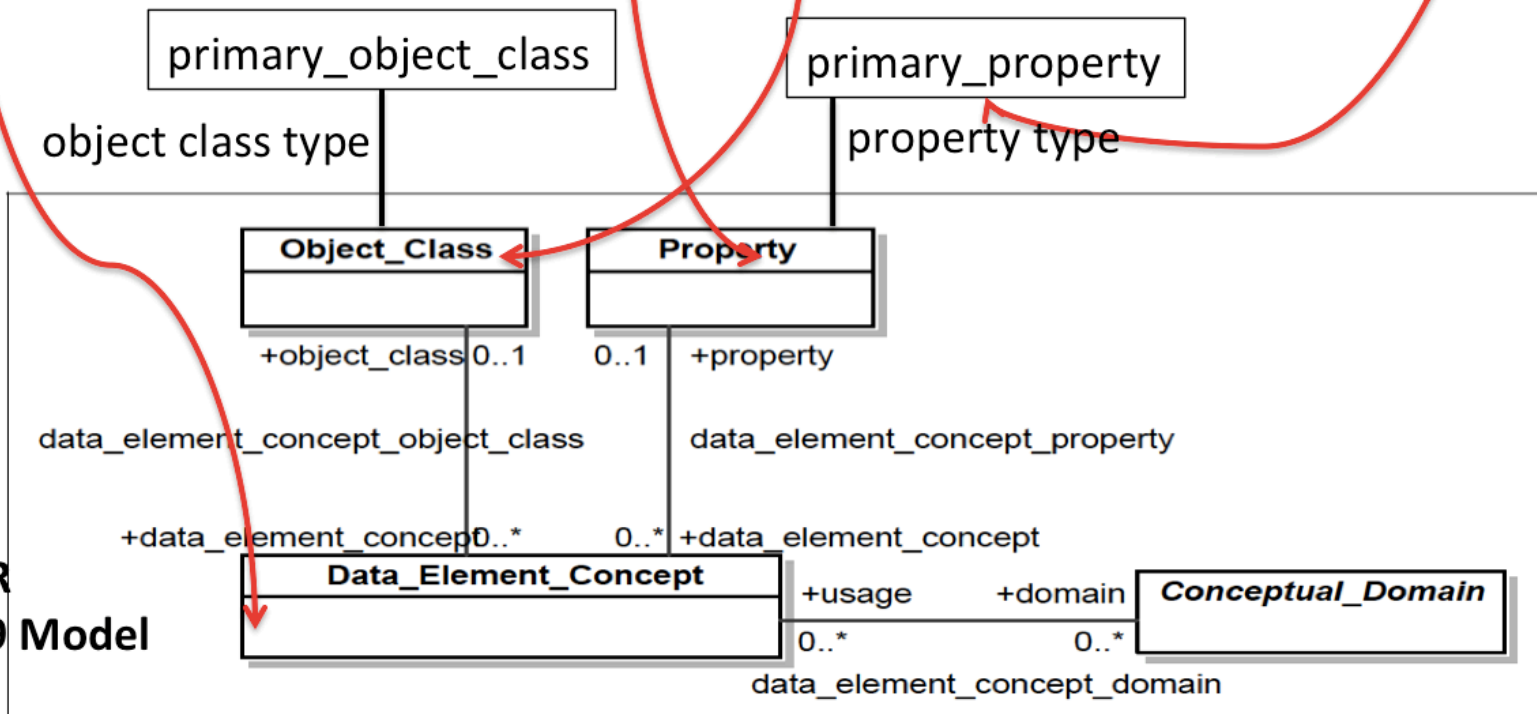 primary_object_class
primary_property
object class type
property type
Object_Class
Property
+object_class 0..1
0..1 +property
data_element_concept_object_class
data_element_concept_property
+data_element_concept 0..*
0..* +data_element_concept
Data_Element_Concept
+usage
+domain
Conceptual_Domain
0..*
0..*
Model
data_element_concept_domain